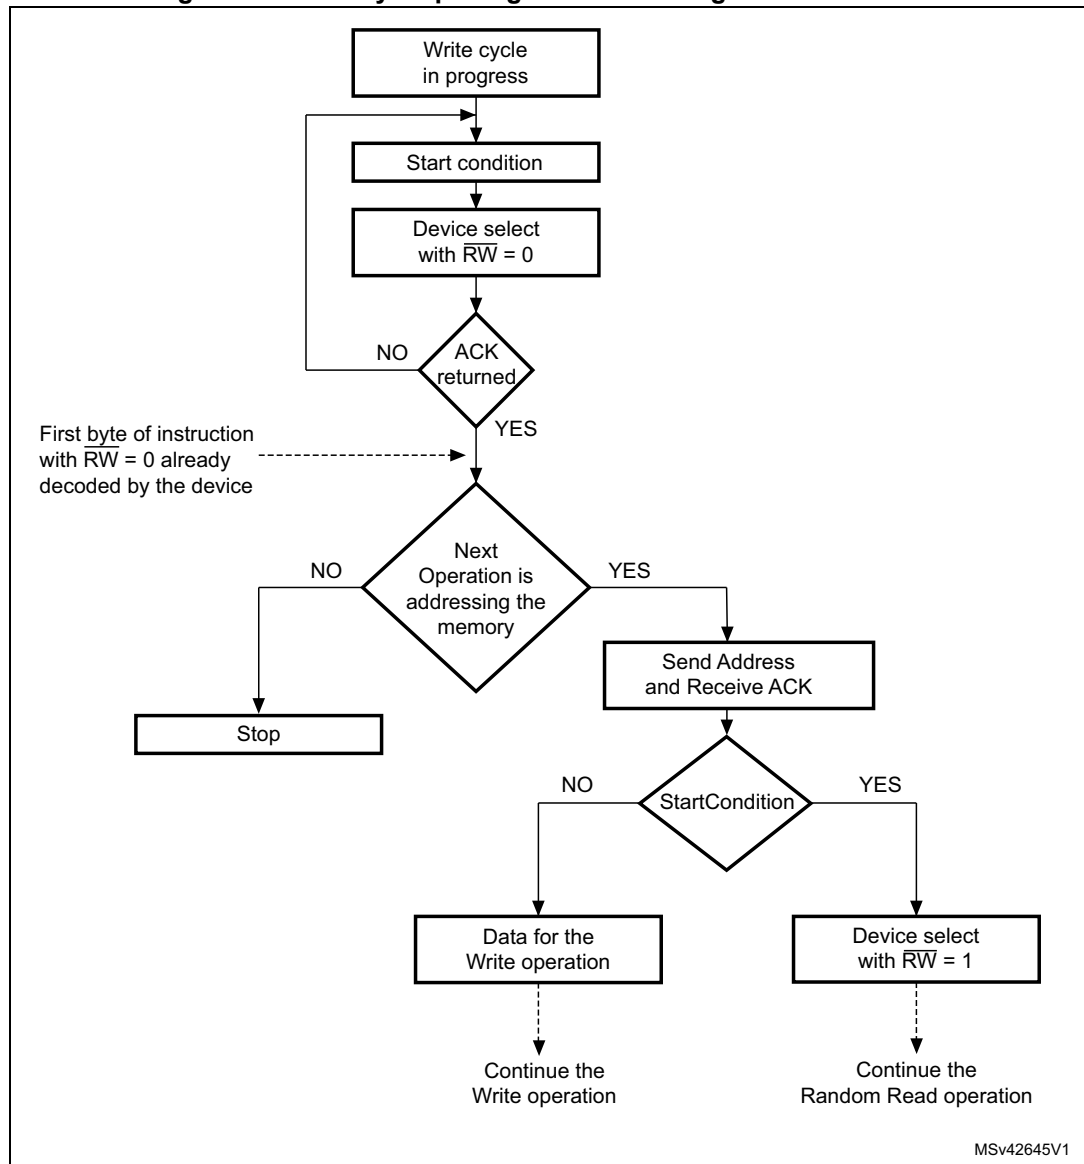 Write cycle
in progress
Start condition
Device select
with R̅W̅ = 0
NO
ACK
returned
YES
First byte of instruction
with R̅W̅ = 0 already
decoded by the device
NO
Next
Operation is
addressing the
memory
YES
Send Address
and Receive ACK
Stop
NO
StartCondition
YES
Data for the
Write operation
Device select
with R̅W̅ = 1
Continue the
Write operation
Continue the
Random Read operation
MSv42645V1